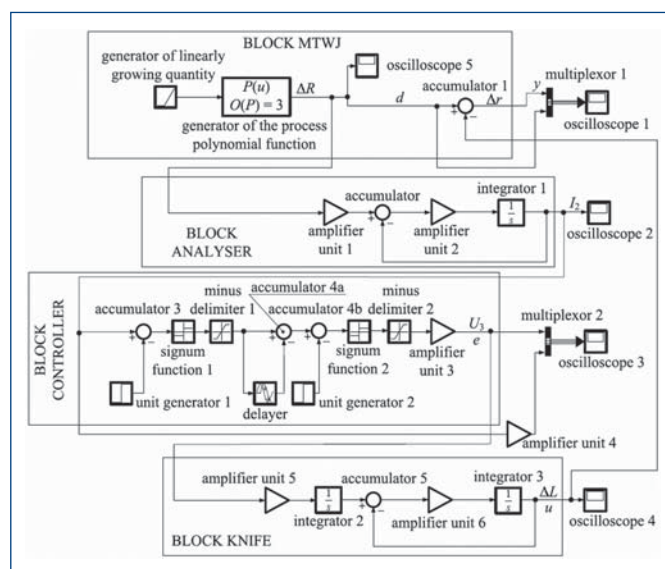 BLOCK MTWJ
generator of linearly
growing quantity
P(u)
O(P) = 3
ΔR
generator of the process
polynomial function
oscilloscope 5
d
accumulator 1
Δr
y
multiplexor 1
oscilloscope 1
BLOCK
ANALYSER
amplifier
unit 1
accumulator
amplifier
unit 2
integrator 1
1
s
I₂
oscilloscope 2
BLOCK
CONTROLLER
accumulator 3
minus
delimiter 1
signum
function 1
unit generator 1
accumulator 4a
delayer
accumulator 4b
unit generator 2
minus
delimiter 2
signum
function 2
amplifier
unit 3
U₃
e
multiplexor 2
oscilloscope 3
amplifier unit 4
BLOCK KNIFE
amplifier unit 5
1
s
integrator 2
accumulator 5
amplifier unit 6
integrator 3
1
s
ΔL
u
oscilloscope 4